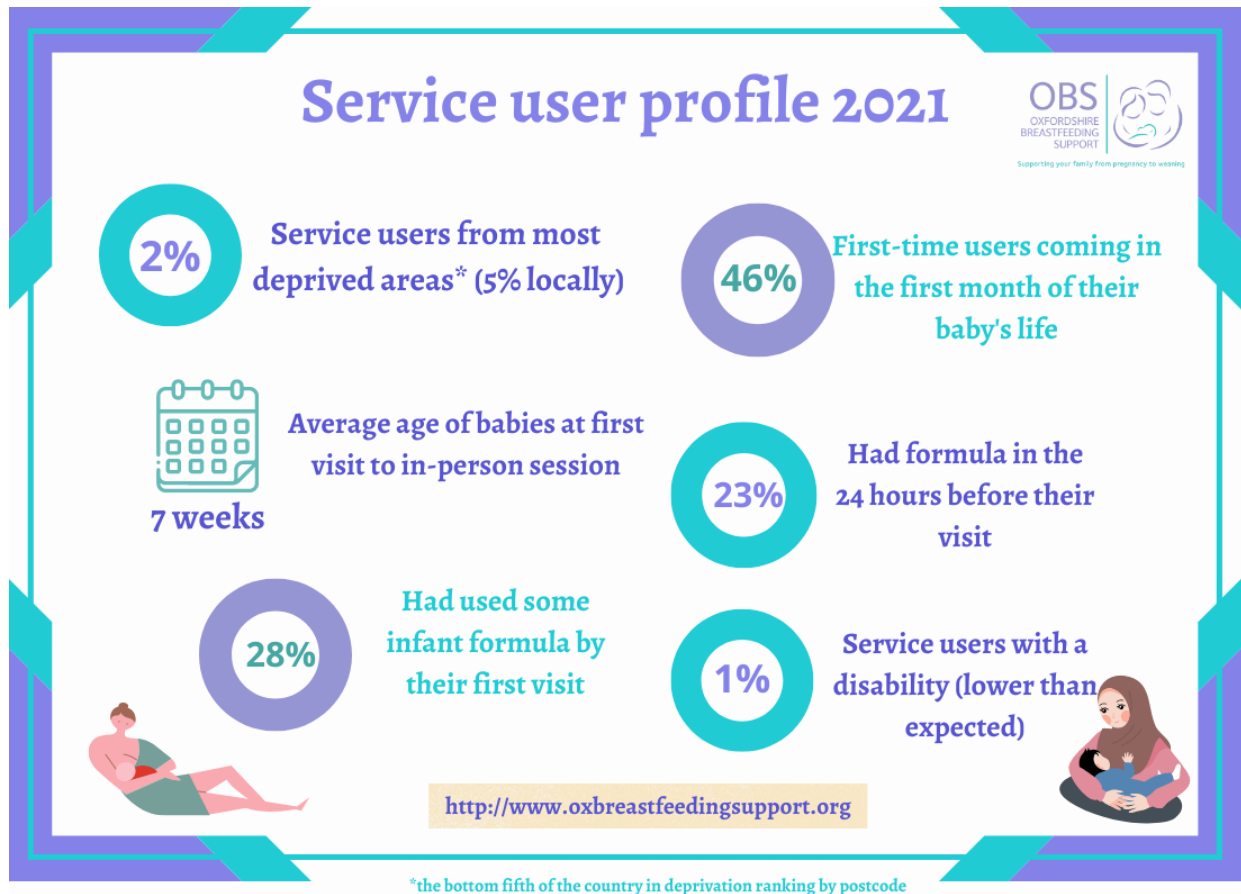 Service user profile 2021
OBS
OXFORDSHIRE
BREASTFEEDING
SUPPORT
Supporting your family from pregnancy to weaning
2%
Service users from most
deprived areas* (5% locally)
46%
First-time users coming in
the first month of their
baby's life
7 weeks
Average age of babies at first
visit to in-person session
23%
Had formula in the
24 hours before their
visit
28%
Had used some
infant formula by
their first visit
1%
Service users with a
disability (lower than
expected)
http://www.oxbreastfeedingsupport.org
*the bottom fifth of the country in deprivation ranking by postcode